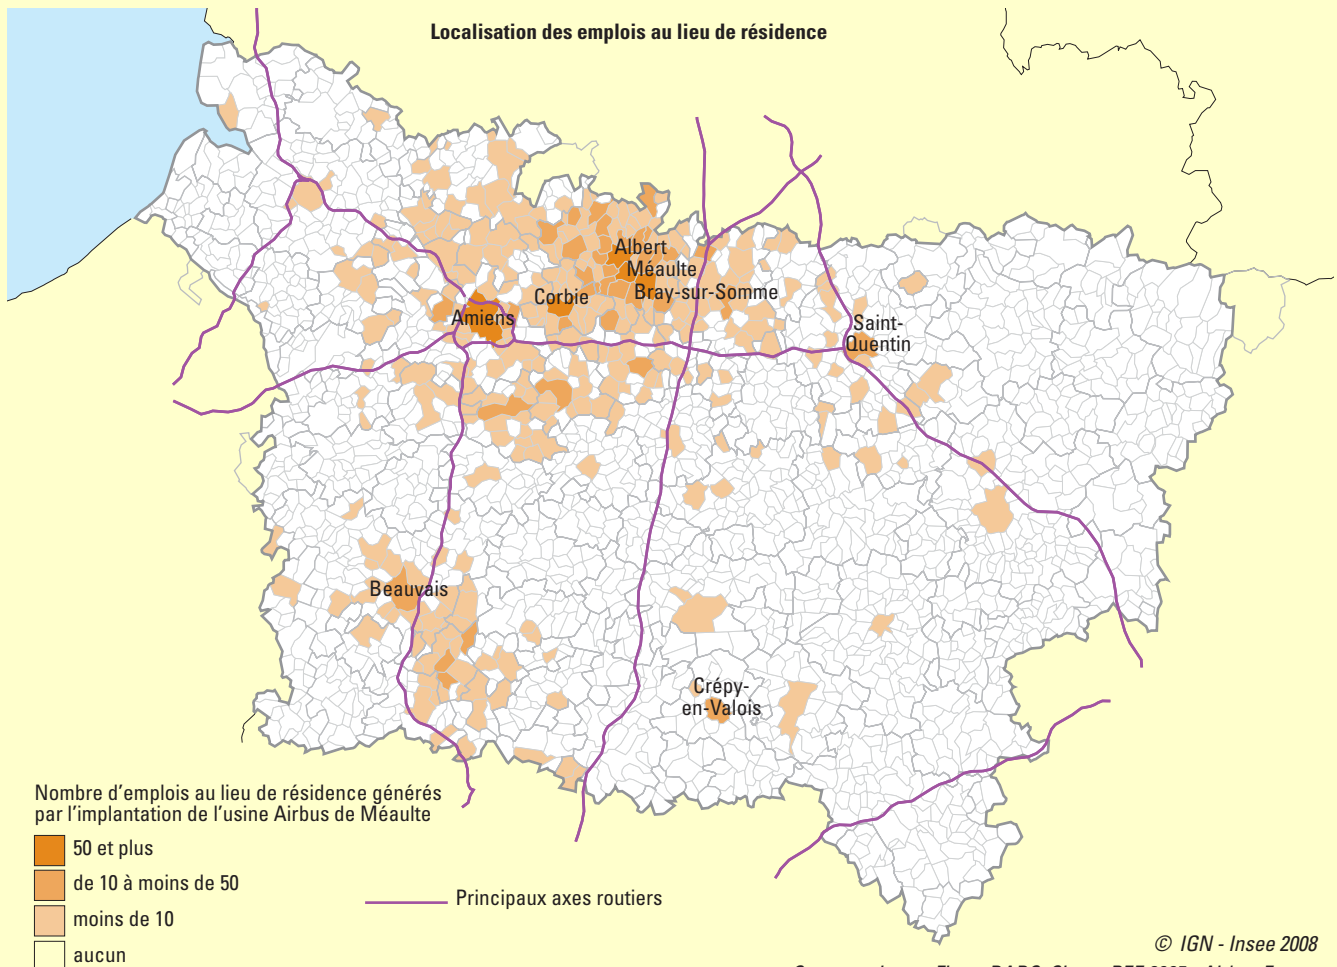 Localisation des emplois au lieu de résidence
Albert
Méaulte
Bray-sur-Somme
Corbie
Amiens
Saint-
Quentin
Beauvais
Crépy-
en-Valois
Nombre d'emplois au lieu de résidence générés
par l'implantation de l'usine Airbus de Méaulte
50 et plus
de 10 à moins de 50
moins de 10
aucun
Principaux axes routiers
© IGN - Insee 2008